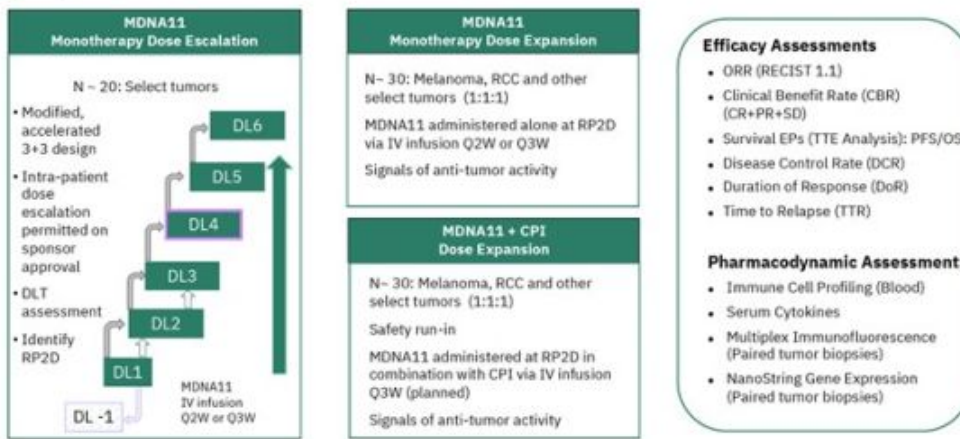 MDNA11
Monotherapy Dose Escalation
N ~ 20: Select tumors
• Modified,
accelerated
3+3 design
• Intra-patient
dose
escalation
permitted on
sponsor
approval
• DLT
assessment
• Identify
RP2D
DL6
DL5
DL4
DL3
DL2
DL1
DL -1
MDNA11
IV infusion
Q2W or Q3W
MDNA11
Monotherapy Dose Expansion
N~ 30: Melanoma, RCC and other
select tumors (1:1:1)
MDNA11 administered alone at RP2D
via IV infusion Q2W or Q3W
Signals of anti-tumor activity
MDNA11 + CPI
Dose Expansion
N~ 30: Melanoma, RCC and other
select tumors (1:1:1)
Safety run-in
MDNA11 administered at RP2D in
combination with CPI via IV infusion
Q3W (planned)
Signals of anti-tumor activity
Efficacy Assessments
• ORR (RECIST 1.1)
• Clinical Benefit Rate (CBR)
(CR+PR+SD)
• Survival EPs (TTE Analysis): PFS/OS
• Disease Control Rate (DCR)
• Duration of Response (DoR)
• Time to Relapse (TTR)
Pharmacodynamic Assessment
• Immune Cell Profiling (Blood)
• Serum Cytokines
• Multiplex Immunofluorescence
(Paired tumor biopsies)
• NanoString Gene Expression
(Paired tumor biopsies)